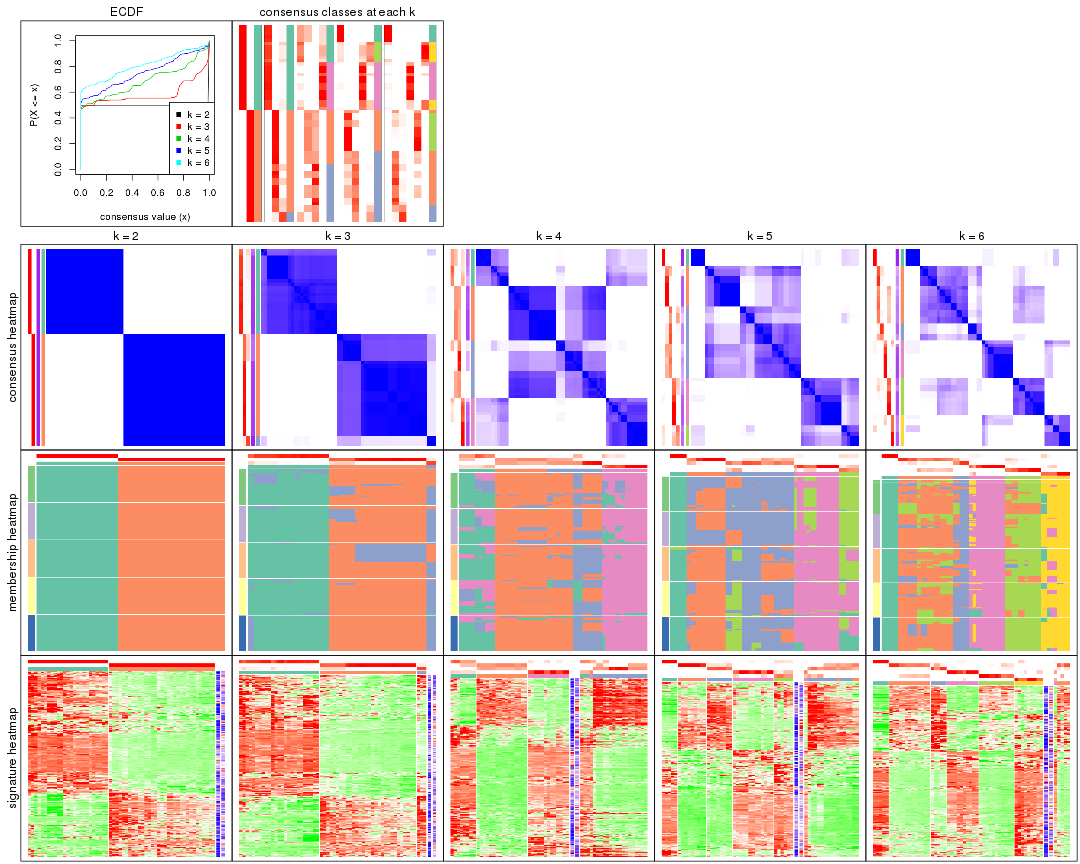 ECDF
consensus classes at each k
P(X <= x)
1.0
0.8
0.6
0.4
0.2
0.0
k = 2
k = 3
k = 4
k = 5
k = 6
0.0 0.2 0.4 0.6 0.8 1.0
consensus value (x)
k = 2
k = 3
k = 4
k = 5
k = 6
consensus heatmap
membership heatmap
signature heatmap